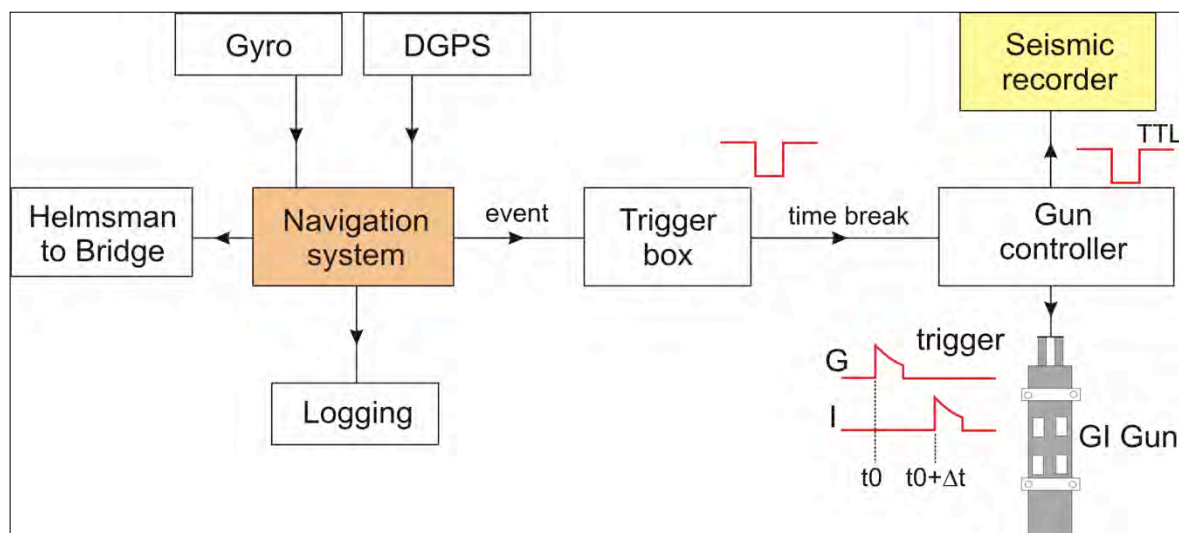 Gyro
DGPS
Seismic
recorder
TTL
Helmsman
to Bridge
Navigation
system
event
Trigger
box
time break
Gun
controller
Logging
trigger
G
I
GI Gun
t0
t0+Δt